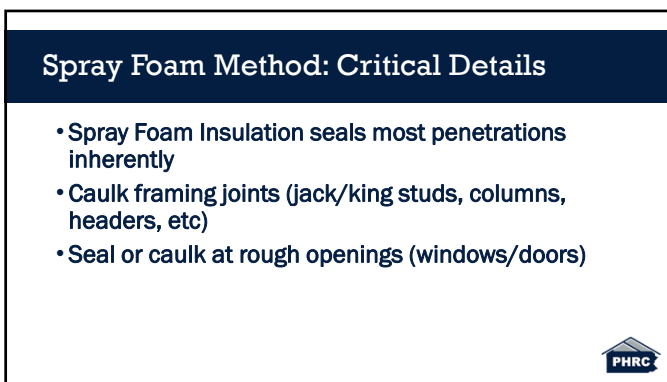 Spray Foam Method: Critical Details
• Spray Foam Insulation seals most penetrations
inherently
• Caulk framing joints (jack/king studs, columns,
headers, etc)
• Seal or caulk at rough openings (windows/doors)
PHRC